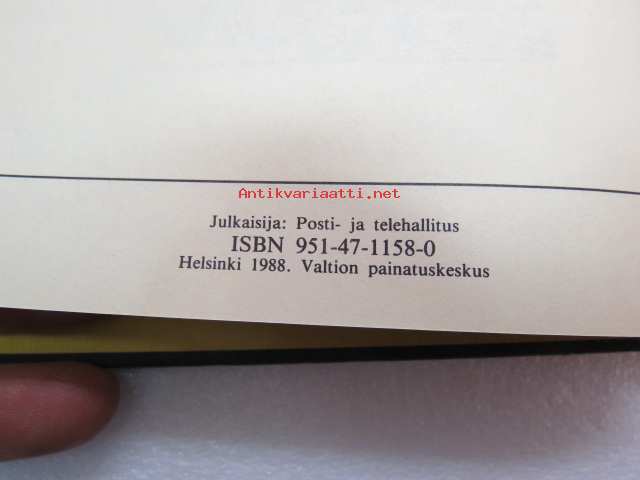 Antikvariaatti.net
Julkaisija: Posti- ja telehallitus
ISBN 951-47-1158-0
Helsinki 1988. Valtion painatuskeskus